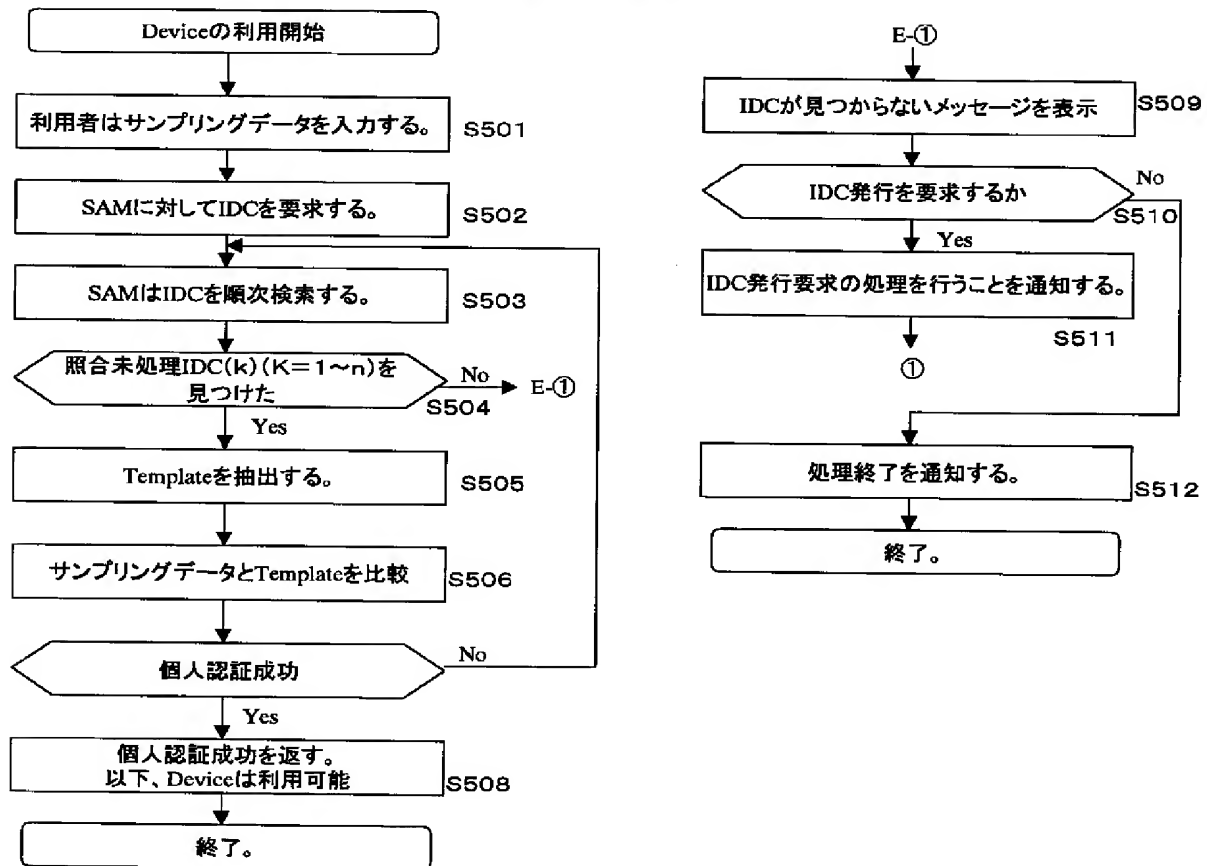 Deviceの利用開始
利用者はサンプリングデータを入力する。
S501
SAMに対してIDCを要求する。
S502
SAMはIDCを順次検索する。
S503
照合未処理IDC(k)(K=1~n)を
見つけた
No
E-①
S504
Yes
Templateを抽出する。
S505
サンプリングデータとTemplateを比較
S506
個人認証成功
No
Yes
個人認証成功を返す。
以下、Deviceは利用可能
S508
終了。
E-①
IDCが見つからないメッセージを表示
S509
IDC発行を要求するか
No
S510
Yes
IDC発行要求の処理を行うことを通知する。
S511
①
処理終了を通知する。
S512
終了。